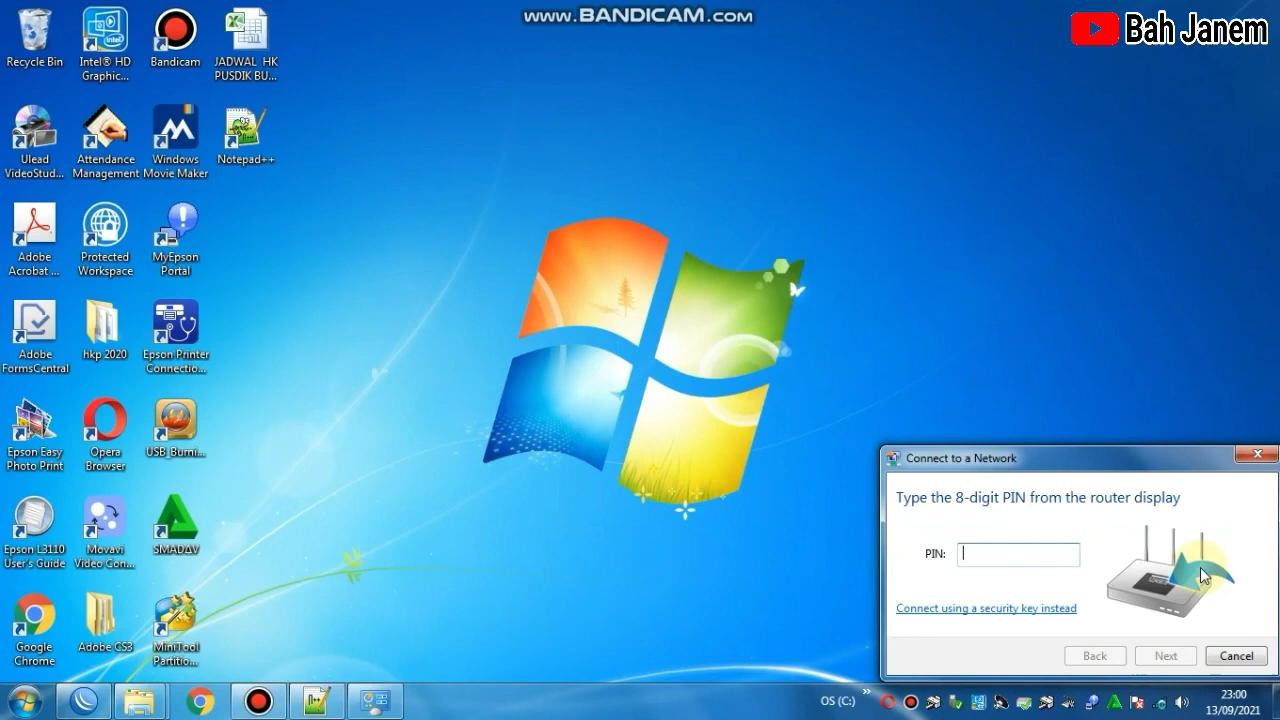 www.BANDICAM.com
Bah Janem
Recycle Bin
Intel® HD
Graphic...
Bandicam
JADWAL HK
PUSDIK BU...
Ulead
VideoStud...
Attendance
Management
Windows
Movie Maker
Notepad++
Adobe
Acrobat ...
Protected
Workspace
MyEpson
Portal
Adobe
FormsCentral
hkp 2020
Epson Printer
Connectio...
Epson Easy
Photo Print
Opera
Browser
USB_Burni...
Epson L3110
User's Guide
Movavi
Video Con...
SMADΔV
Google
Chrome
Adobe CS3
MiniTool
Partitio...
Connect to a Network
Type the 8-digit PIN from the router display
PIN:
Connect using a security key instead
Back
Next
Cancel
OS (C:)
»
23:00
13/09/2021